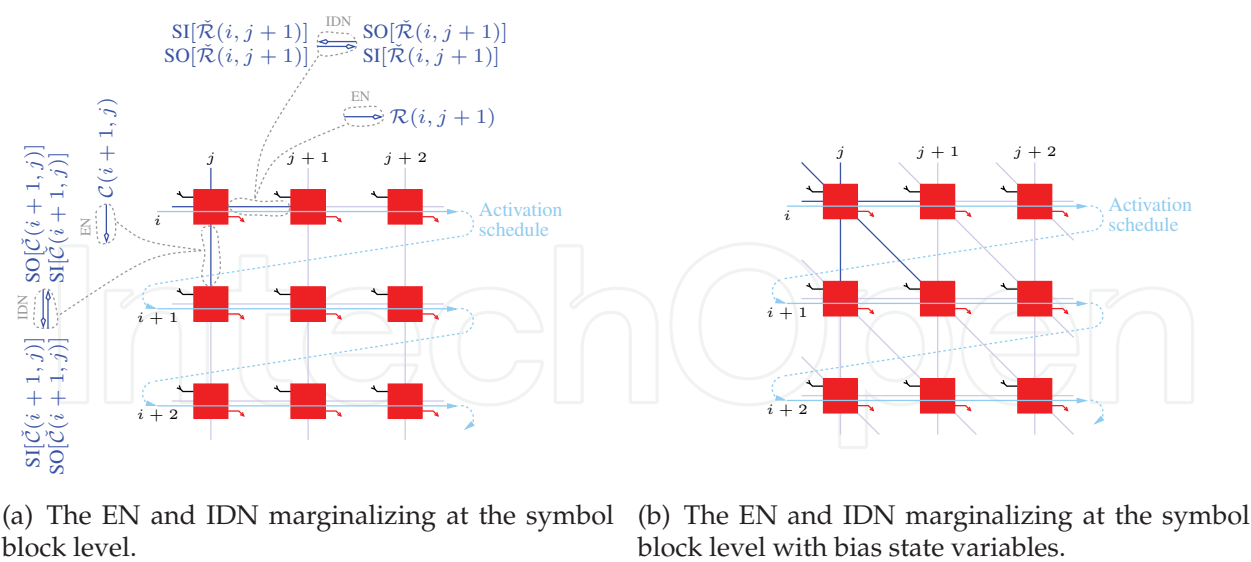 SI[Ř(i, j + 1)] IDN SO[Ř(i, j + 1)]
SO[Ř(i, j + 1)] SI[Ř(i, j + 1)]
EN
R(i, j + 1)
EN
C(i + 1, j)
SO[Č(i + 1, j)]
SI[Č(i + 1, j)]
IDN
SI[Č(i + 1, j)]
SO[Č(i + 1, j)]
j j + 1 j + 2
i
Activation
schedule
i + 1
i + 2
j j + 1 j + 2
i
Activation
schedule
i + 1
i + 2
IntechOpen
(a) The EN and IDN marginalizing at the symbol
block level.
(b) The EN and IDN marginalizing at the symbol
block level with bias state variables.